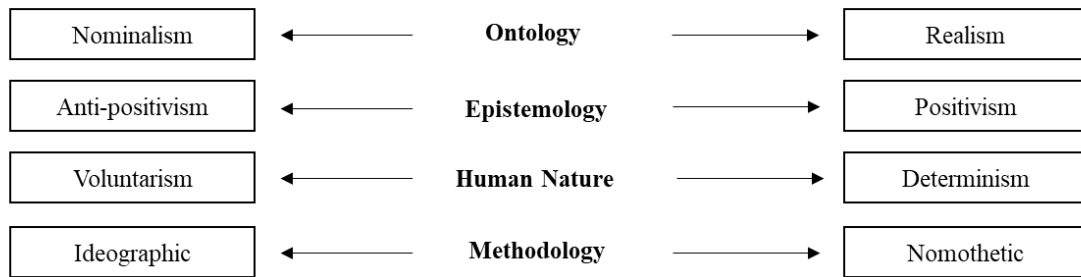 Nominalism Ontology Realism
Anti-positivism Epistemology Positivism
Voluntarism Human Nature Determinism
Ideographic Methodology Nomothetic